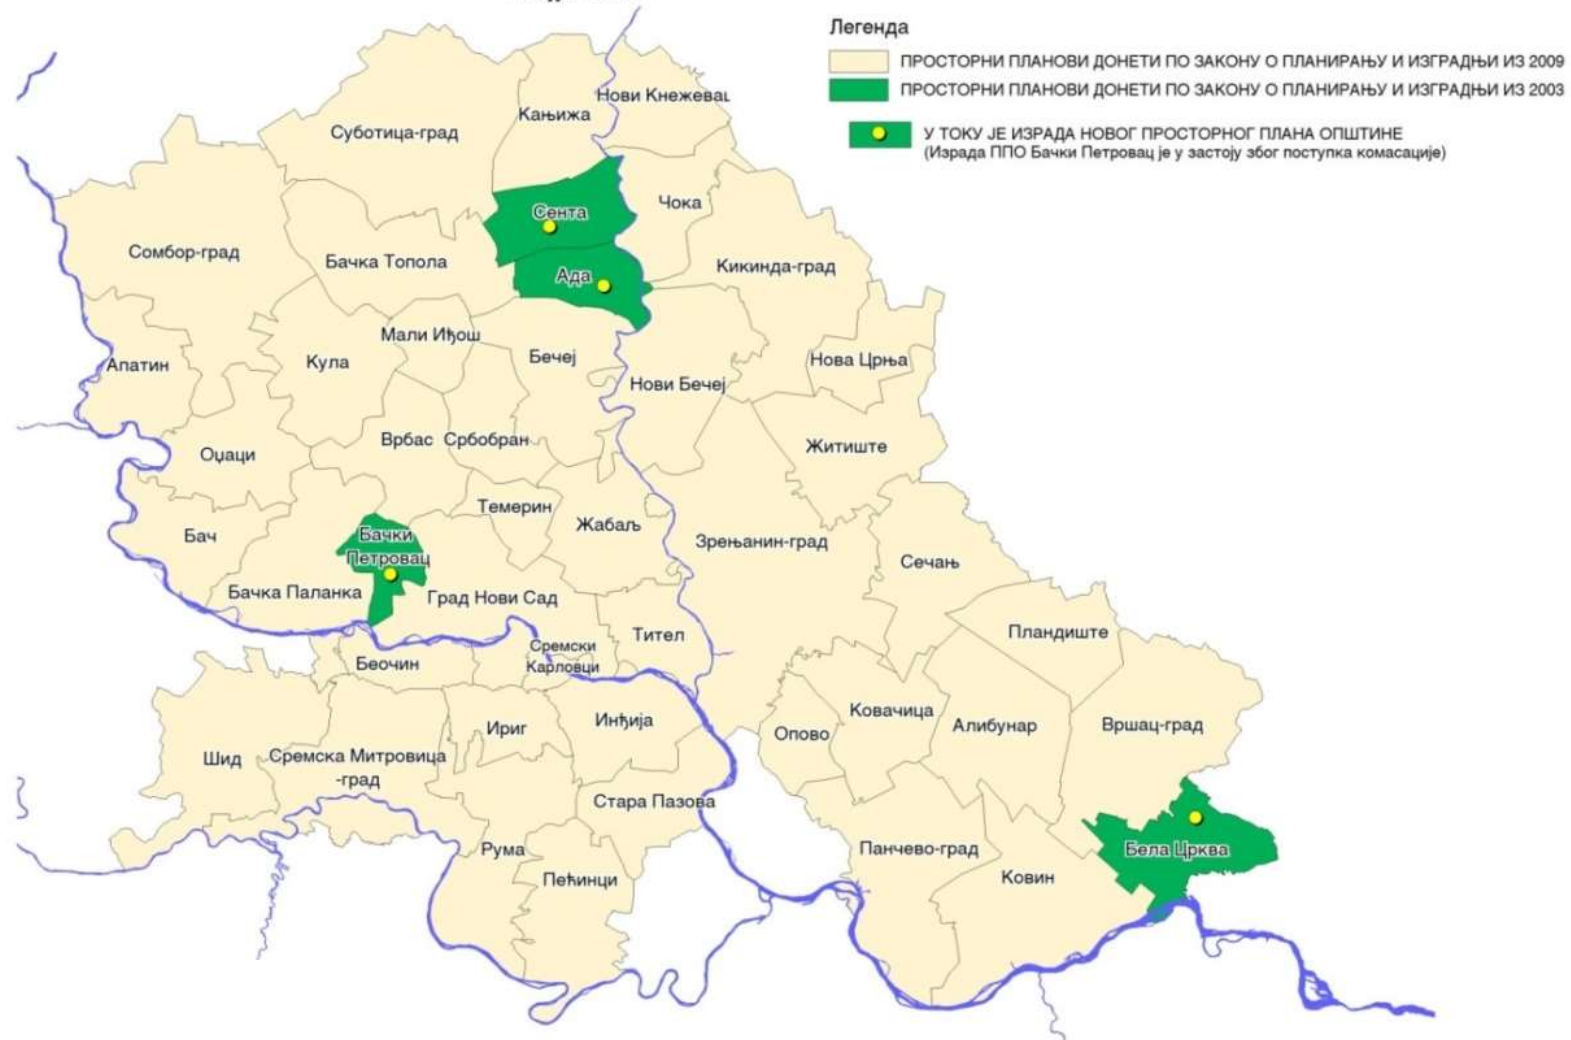 Легенда
ПРОСТОРНИ ПЛАНОВИ ДОНЕТИ ПО ЗАКОНУ О ПЛАНИРАЊУ И ИЗГРАДЊИ ИЗ 2009
ПРОСТОРНИ ПЛАНОВИ ДОНЕТИ ПО ЗАКОНУ О ПЛАНИРАЊУ И ИЗГРАДЊИ ИЗ 2003
У ТОКУ ЈЕ ИЗРАДА НОВОГ ПРОСТОРНОГ ПЛАНА ОПШТИНЕ
(Израда ППО Бачки Петровац је у застоју због поступка комасације)
Нови Кнежевац
Кањижа
Суботица-град
Чока
Сента
Сомбор-град
Бачка Топола
Кикинда-град
Ада
Мали Иђош
Бечеј
Нова Црња
Апатин
Кула
Нови Бечеј
Врбас
Србобран
Житиште
Оџаци
Темерин
Жабаљ
Бач
Бачки
Петровац
Зрењанин-град
Сечањ
Бачка Паланка
Град Нови Сад
Тител
Пландиште
Сремски
Карловци
Беочин
Ковачица
Инђија
Ириг
Опово
Алибунар
Вршац-град
Шид
Сремска Митровица
-град
Стара Пазова
Рума
Панчево-град
Бела Црква
Пећинци
Ковин